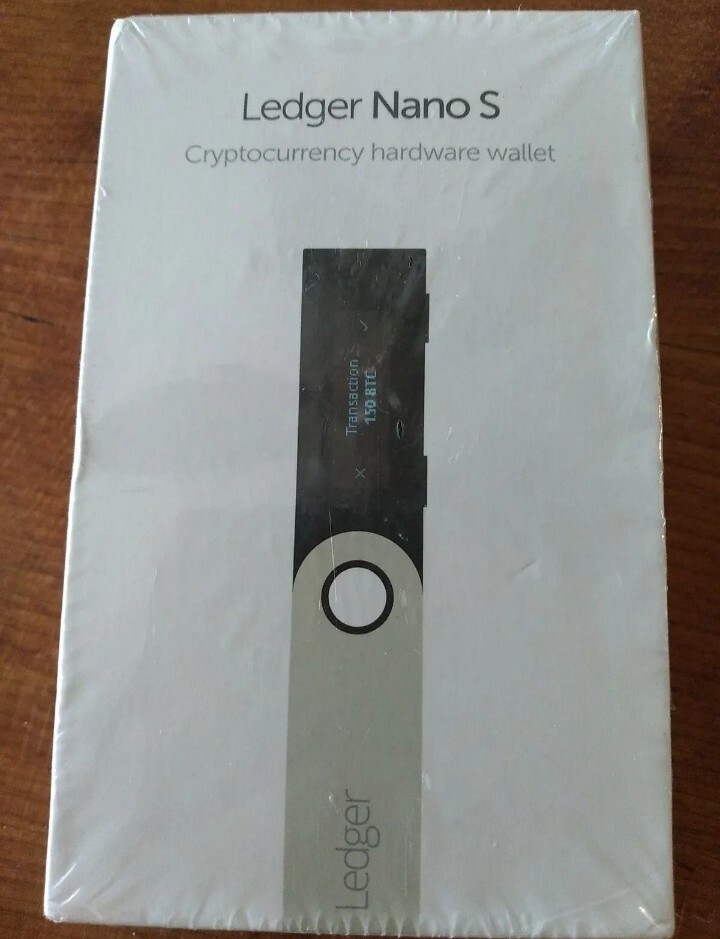 Ledger Nano S
Cryptocurrency hardware wallet
Transaction
1.50 BTC
Ledger